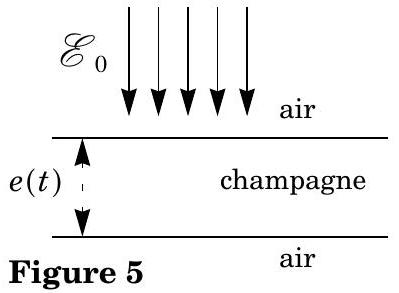 ℰ₀
air
e(t)
champagne
air
Figure 5